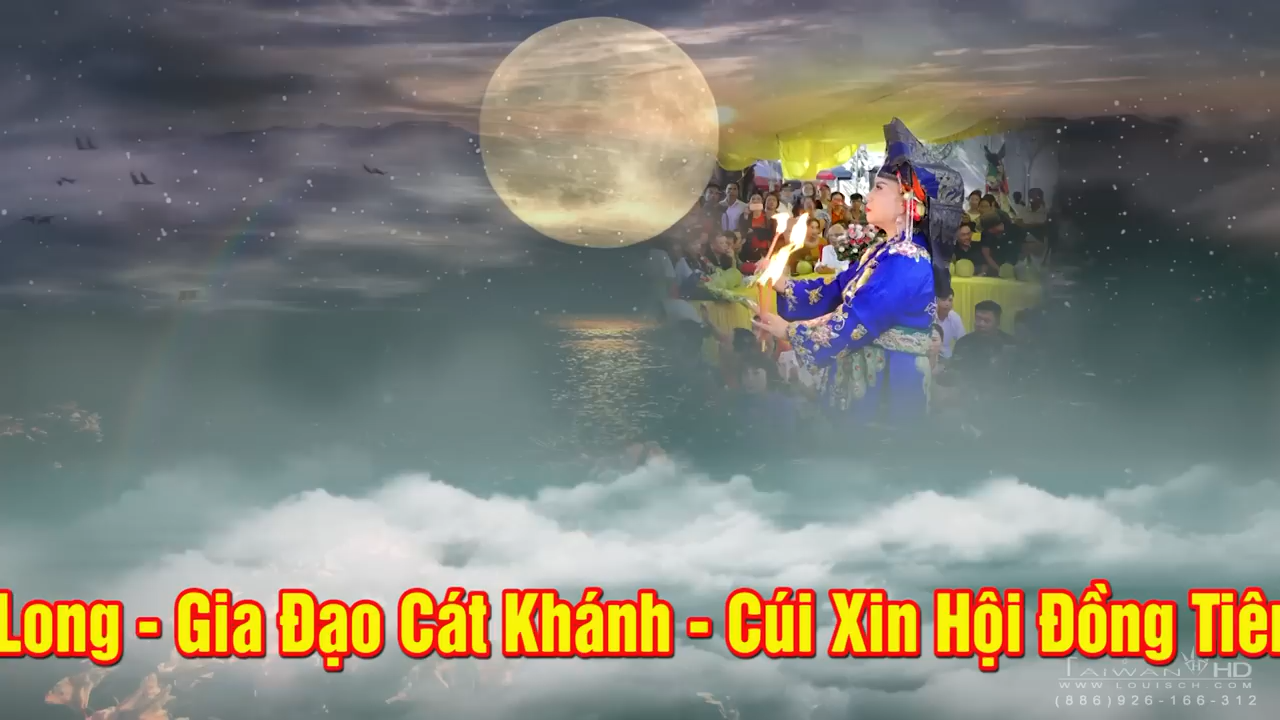 Long - Gia Đạo Cát Khánh - Cúi Xin Hội Đồng Tiên
TAIWAN HD
WWW.LOUISCH.COM
(886)926-166-312